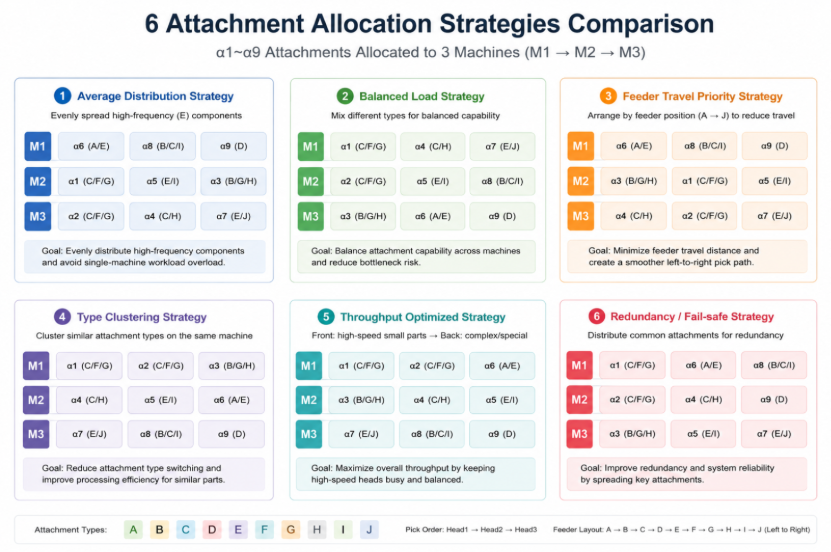 6 Attachment Allocation Strategies Comparison
α1~α9 Attachments Allocated to 3 Machines (M1 → M2 → M3)
1 Average Distribution Strategy
Evenly spread high-frequency (E) components
M1 α6 (A/E) α8 (B/C/I) α9 (D)
M2 α1 (C/F/G) α5 (E/I) α3 (B/G/H)
M3 α2 (C/F/G) α4 (C/H) α7 (E/J)
Goal: Evenly distribute high-frequency components
and avoid single-machine workload overload.
2 Balanced Load Strategy
Mix different types for balanced capability
M1 α1 (C/F/G) α4 (C/H) α7 (E/J)
M2 α2 (C/F/G) α5 (E/I) α8 (B/C/I)
M3 α3 (B/G/H) α6 (A/E) α9 (D)
Goal: Balance attachment capability across machines
and reduce bottleneck risk.
3 Feeder Travel Priority Strategy
Arrange by feeder position (A → J) to reduce travel
M1 α6 (A/E) α8 (B/C/I) α9 (D)
M2 α3 (B/G/H) α1 (C/F/G) α5 (E/I)
M3 α4 (C/H) α2 (C/F/G) α7 (E/J)
Goal: Minimize feeder travel distance and
create a smoother left-to-right pick path.
4 Type Clustering Strategy
Cluster similar attachment types on the same machine
M1 α1 (C/F/G) α2 (C/F/G) α3 (B/G/H)
M2 α4 (C/H) α5 (E/I) α6 (A/E)
M3 α7 (E/J) α8 (B/C/I) α9 (D)
Goal: Reduce attachment type switching and
improve processing efficiency for similar parts.
5 Throughput Optimized Strategy
Front: high-speed small parts → Back: complex/special
M1 α1 (C/F/G) α2 (C/F/G) α6 (A/E)
M2 α3 (B/G/H) α4 (C/H) α5 (E/I)
M3 α7 (E/J) α8 (B/C/I) α9 (D)
Goal: Maximize overall throughput by keeping
high-speed heads busy and balanced.
6 Redundancy / Fail-safe Strategy
Distribute common attachments for redundancy
M1 α1 (C/F/G) α6 (A/E) α8 (B/C/I)
M2 α2 (C/F/G) α4 (C/H) α9 (D)
M3 α3 (B/G/H) α5 (E/I) α7 (E/J)
Goal: Improve redundancy and system reliability
by spreading key attachments.
Attachment Types: A B C D E F G H I J Pick Order: Head1 → Head2 → Head3 Feeder Layout: A → B → C → D → E → F → G → H → I → J (Left to Right)